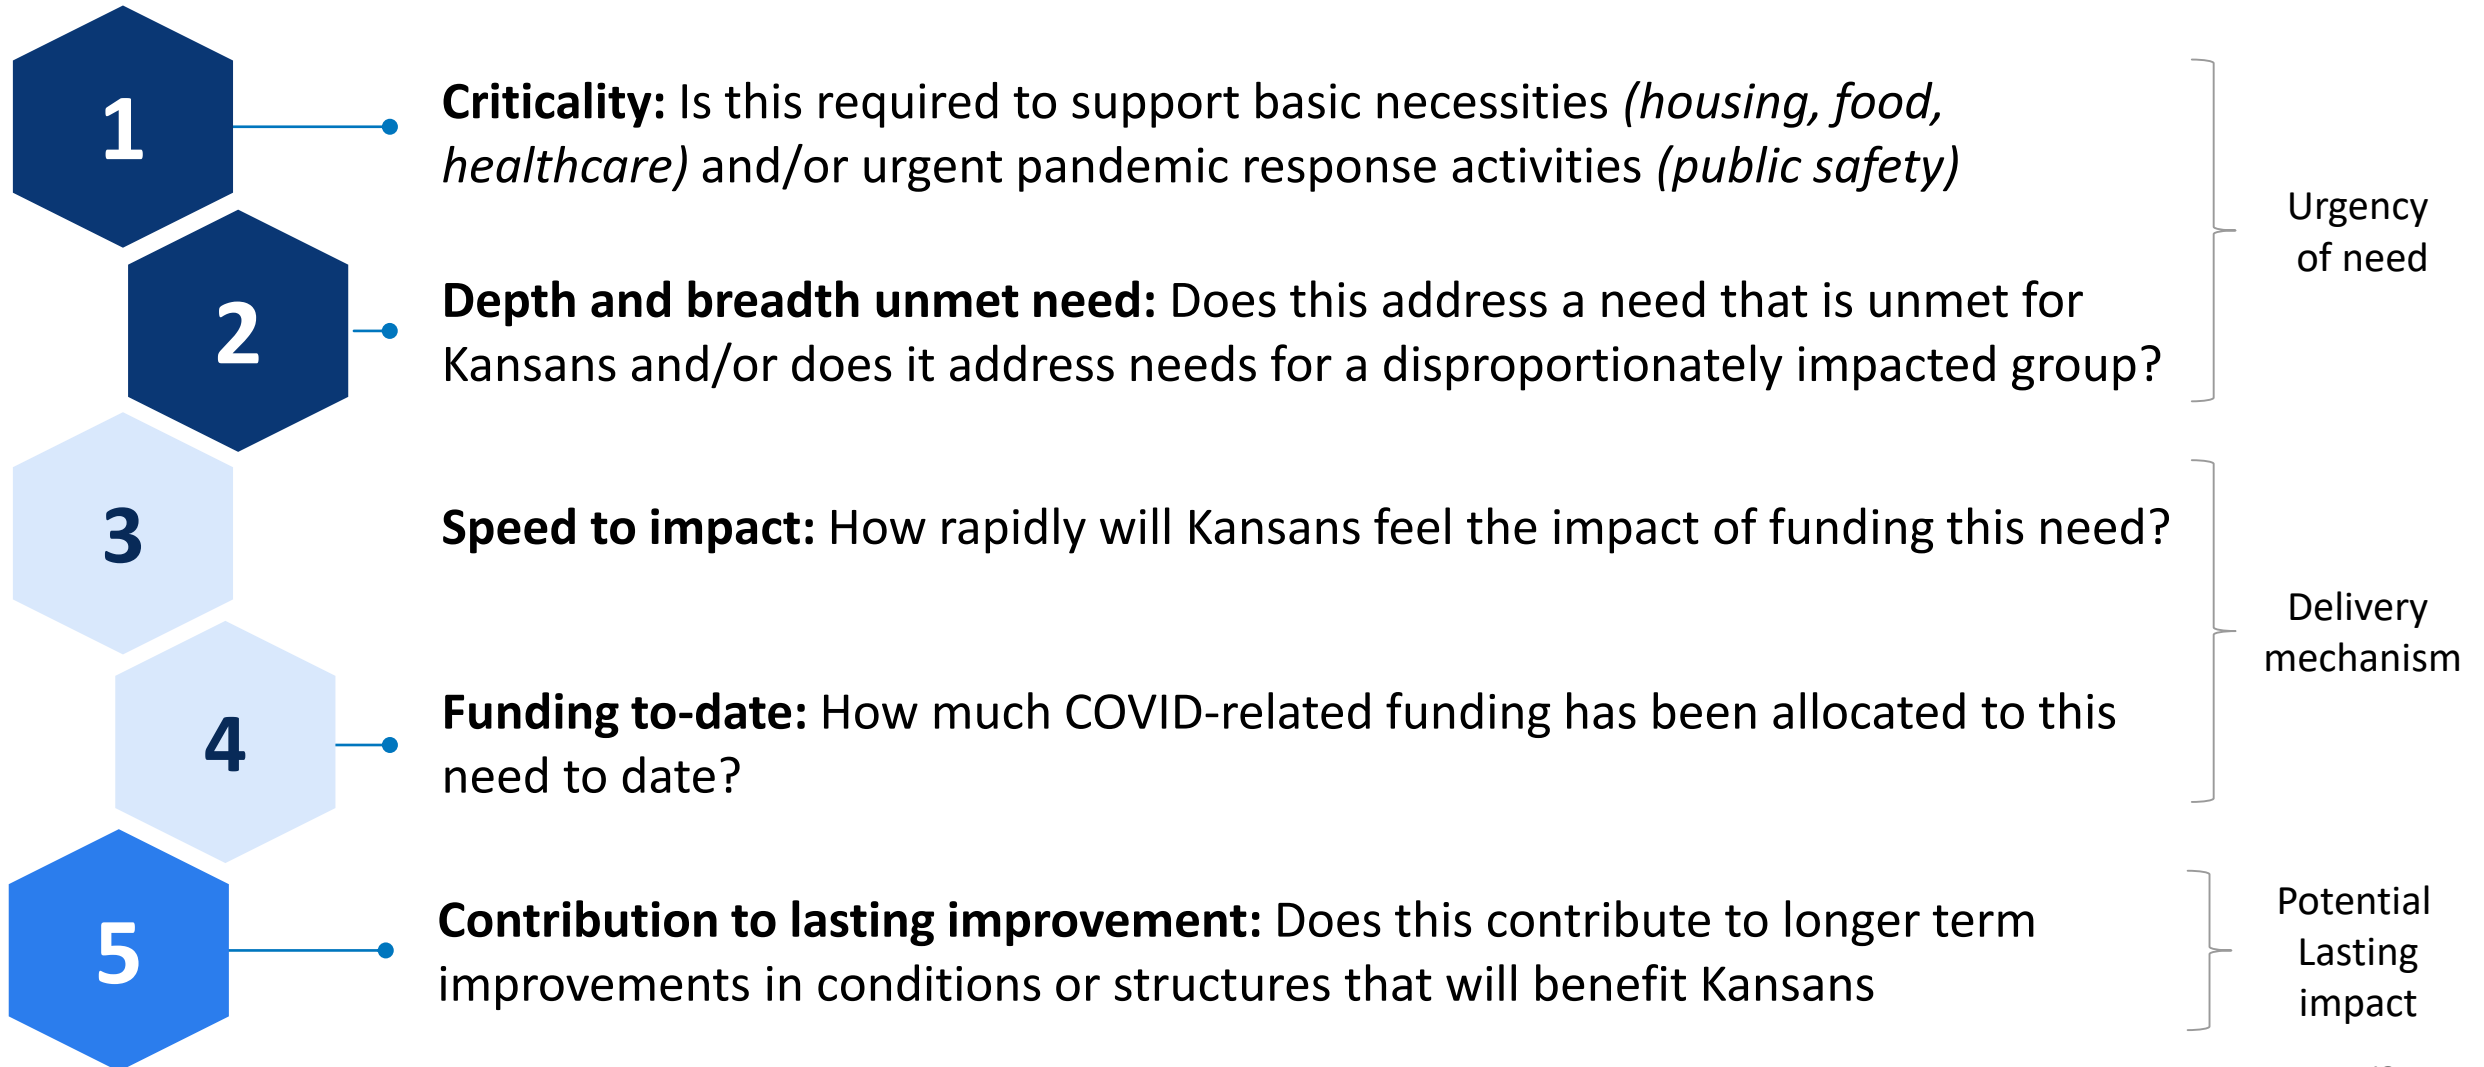 1
Criticality: Is this required to support basic necessities (housing, food,
healthcare) and/or urgent pandemic response activities (public safety)
2
Depth and breadth unmet need: Does this address a need that is unmet for
Kansans and/or does it address needs for a disproportionately impacted group?
Urgency
of need
3
Speed to impact: How rapidly will Kansans feel the impact of funding this need?
4
Funding to-date: How much COVID-related funding has been allocated to this
need to date?
Delivery
mechanism
5
Contribution to lasting improvement: Does this contribute to longer term
improvements in conditions or structures that will benefit Kansans
Potential
Lasting
impact